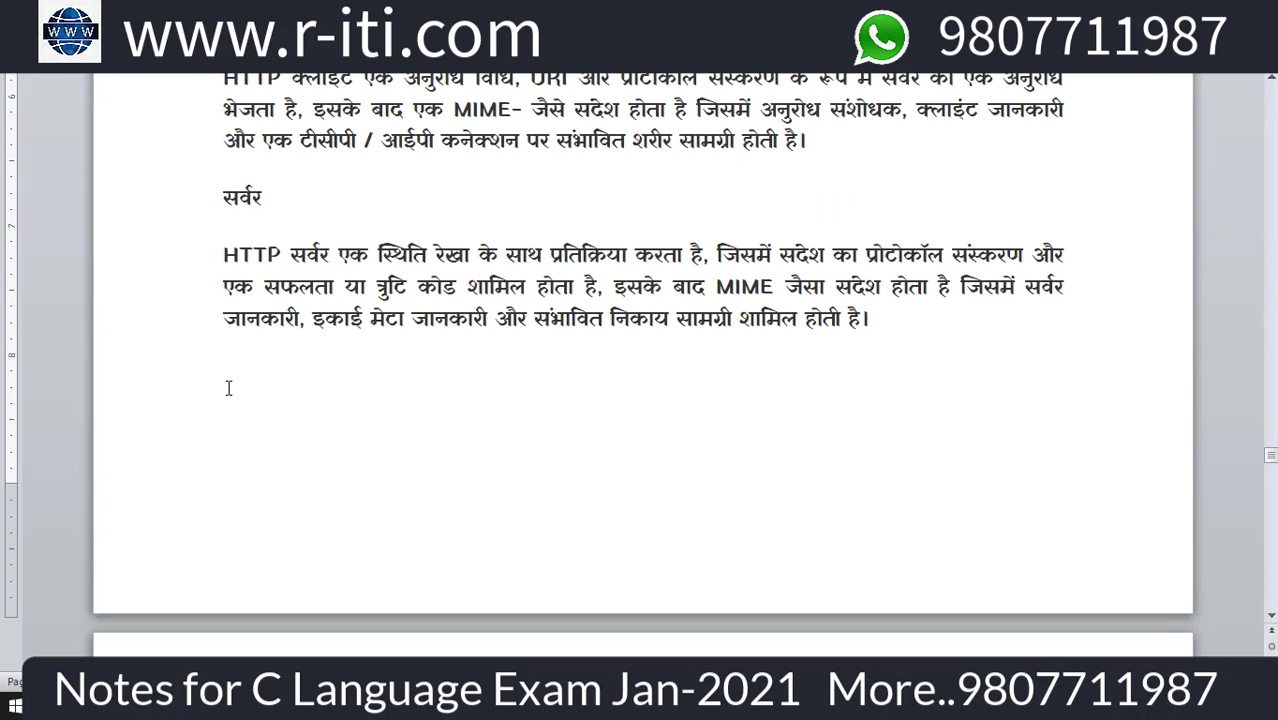 www.r-iti.com
9807711987
HTTP क्लाइंट एक अनुरोध विधि, URI और प्रोटोकॉल संस्करण के रूप में सर्वर को एक अनुरोध
भेजता है, इसके बाद एक MIME- जैसे संदेश होता है जिसमें अनुरोध संशोधक, क्लाइंट जानकारी
और एक टीसीपी / आईपी कनेक्शन पर संभावित शरीर सामग्री होती है।
सर्वर
HTTP सर्वर एक स्थिति रेखा के साथ प्रतिक्रिया करता है, जिसमें संदेश का प्रोटोकॉल संस्करण और
एक सफलता या त्रुटि कोड शामिल होता है, इसके बाद MIME जैसा संदेश होता है जिसमें सर्वर
जानकारी, इकाई मेटा जानकारी और संभावित निकाय सामग्री शामिल होती है।
Notes for C Language Exam Jan-2021 More..9807711987